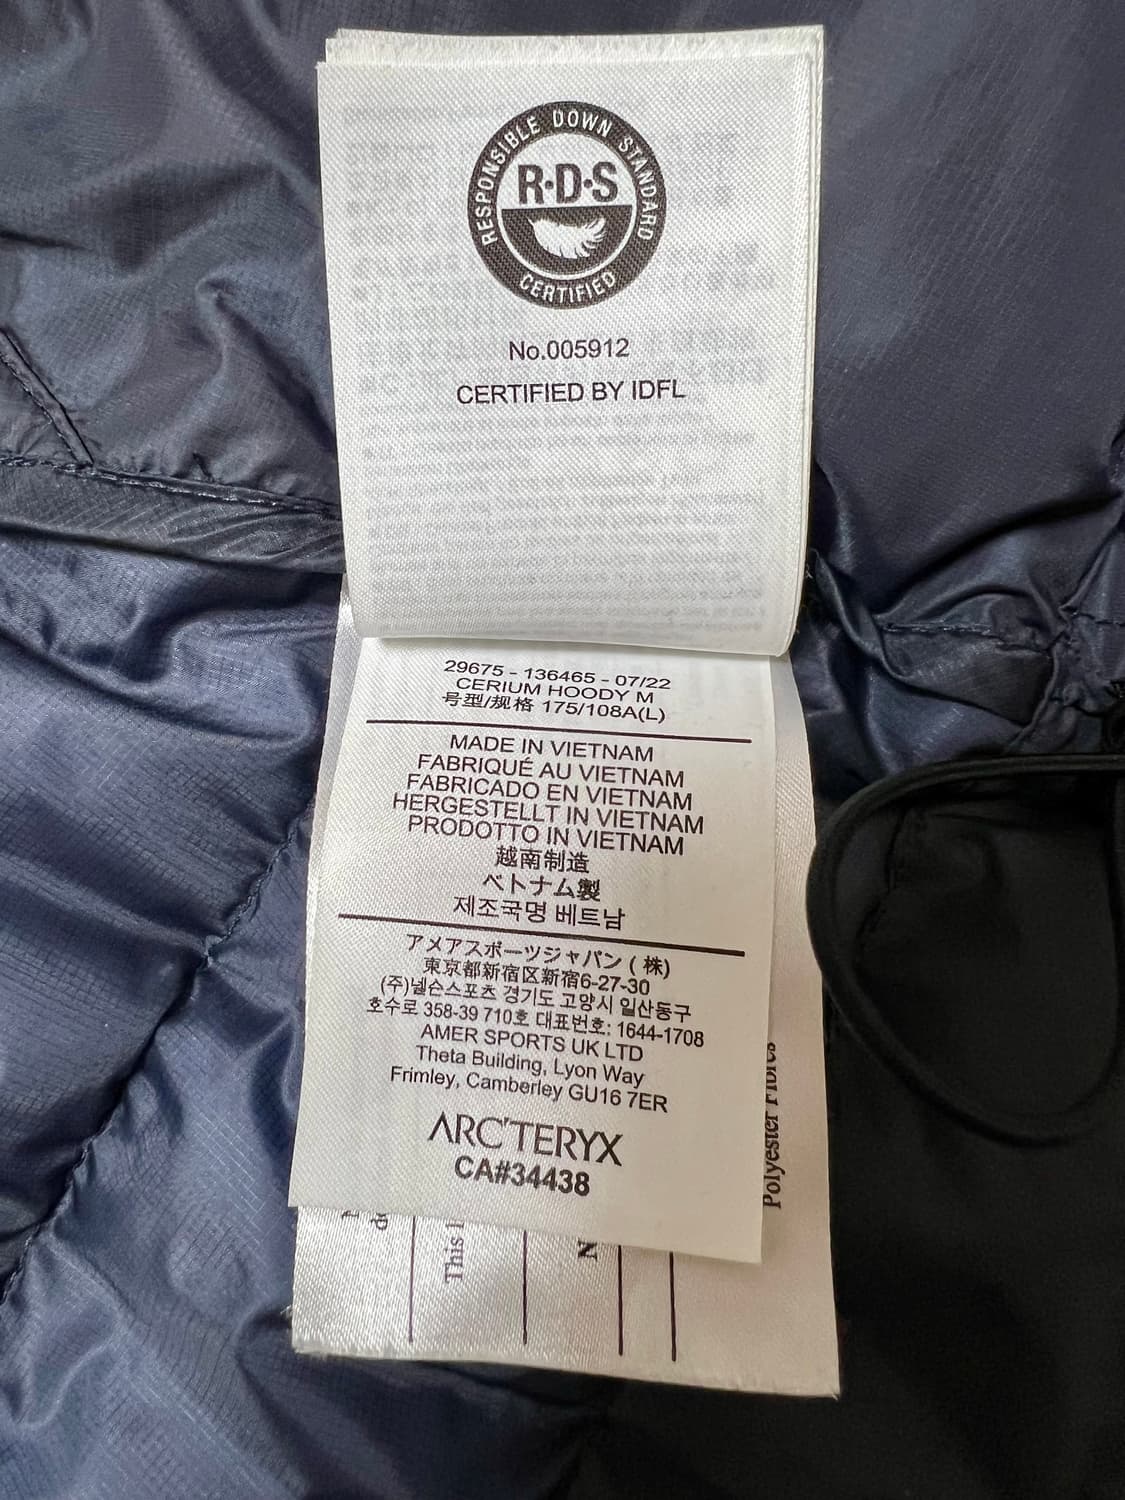 RESPONSIBLE DOWN STANDARD
R·D·S
CERTIFIED
No.005912
CERTIFIED BY IDFL
29675 - 136465 - 07/22
CERIUM HOODY M
号型/规格 175/108A(L)
MADE IN VIETNAM
FABRIQUÉ AU VIETNAM
FABRICADO EN VIETNAM
HERGESTELLT IN VIETNAM
PRODOTTO IN VIETNAM
越南制造
ベトナム製
제조국명 베트남
アメアスポーツジャパン ( 株)
東京都新宿区新宿6-27-30
(주)넬슨스포츠 경기도 고양시 일산동구
호수로 358-39 710호 대표번호: 1644-1708
AMER SPORTS UK LTD
Theta Building, Lyon Way
Frimley, Camberley GU16 7ER
ARC'TERYX
CA#34438
This
Polyester Fibres